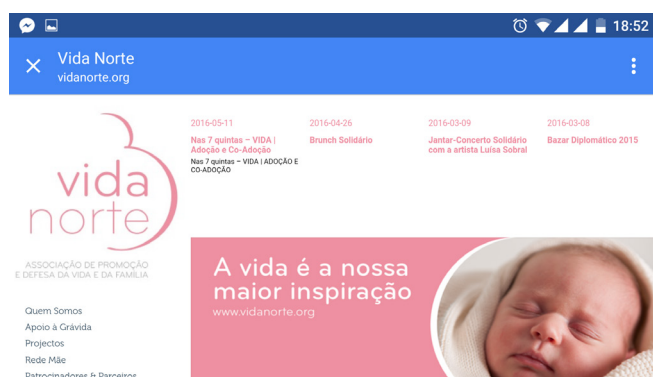 18:52
Vida Norte
vidanorte.org
vida
norte
ASSOCIAÇÃO DE PROMOÇÃO
E DEFESA DA VIDA E DA FAMÍLIA
Quem Somos
Apoio à Grávida
Projectos
Rede Mãe
Patrocinadores & Parceiros
2016-05-11
Nas 7 quintas – VIDA |
Adoção e Co-Adoção
Nas 7 quintas – VIDA | ADOÇÃO E
CO-ADOÇÃO
2016-04-26
Brunch Solidário
2016-03-09
Jantar-Concerto Solidário
com a artista Luísa Sobral
2016-03-08
Bazar Diplomático 2015
A vida é a nossa
maior inspiração
www.vidanorte.org